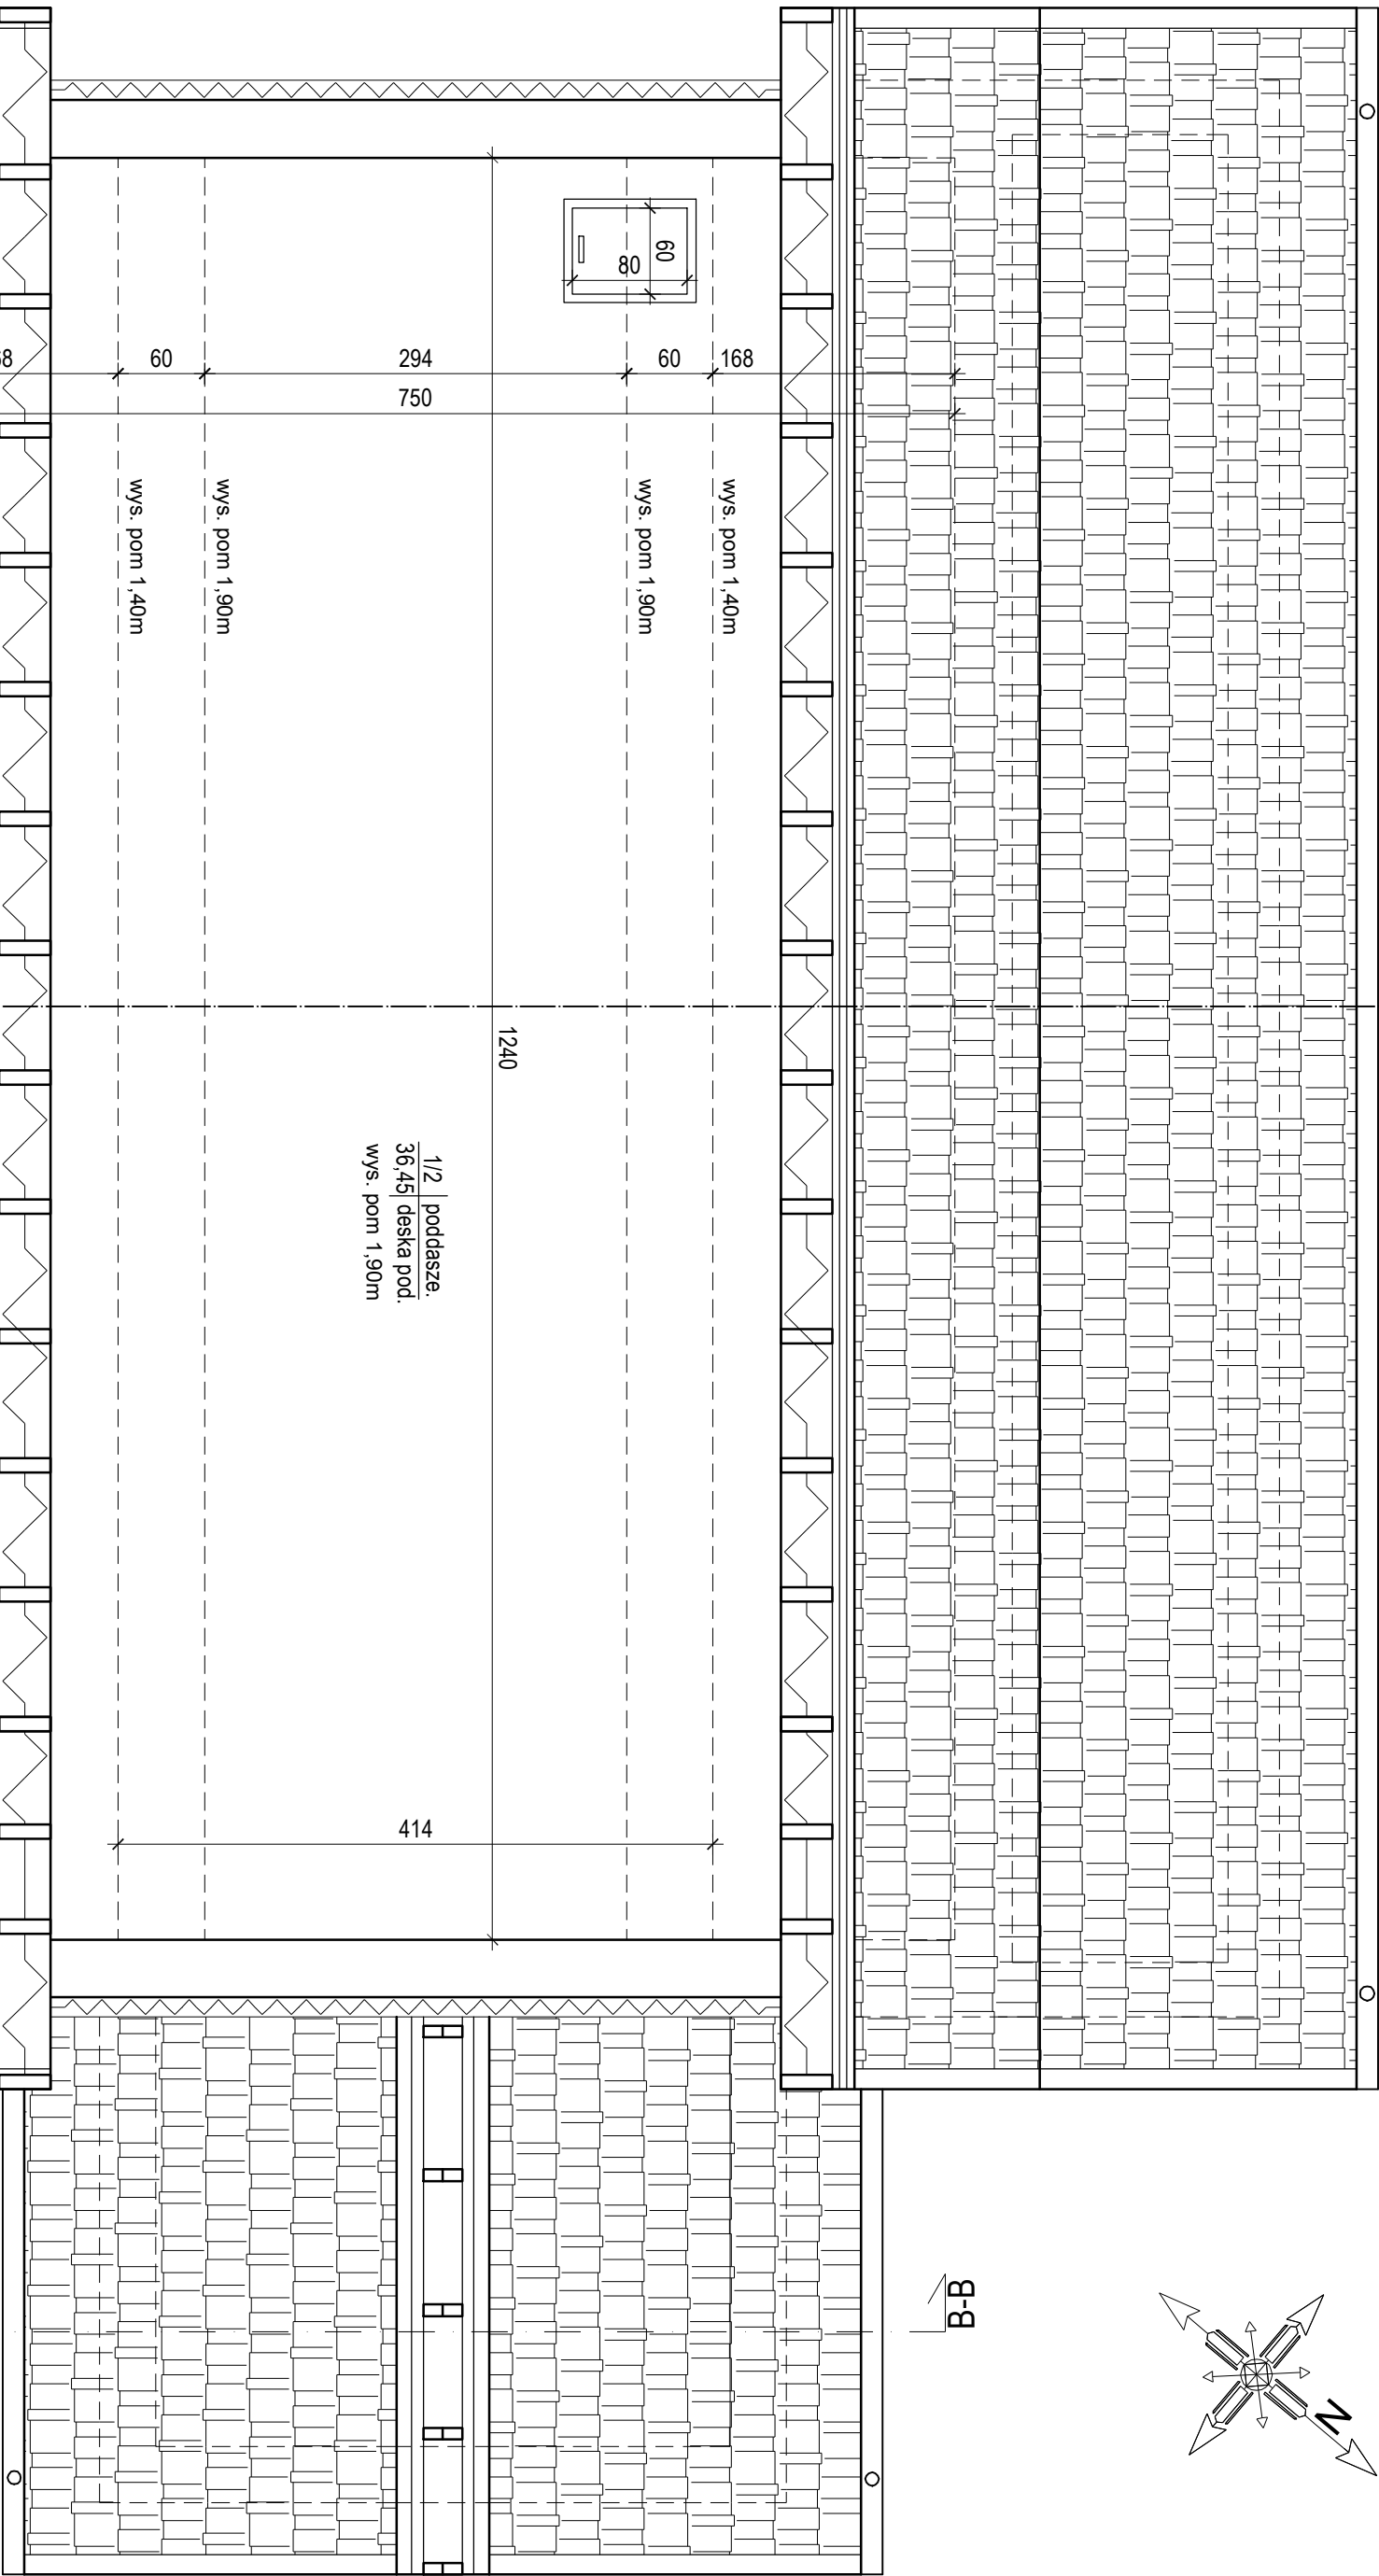 60
80
68
60
294
60
168
750
wys. pom 1,40m
wys. pom 1,90m
wys. pom 1,90m
wys. pom 1,40m
1240
1/2 poddasze.
36,45 deska pod.
wys. pom 1,90m
414
B-B
N